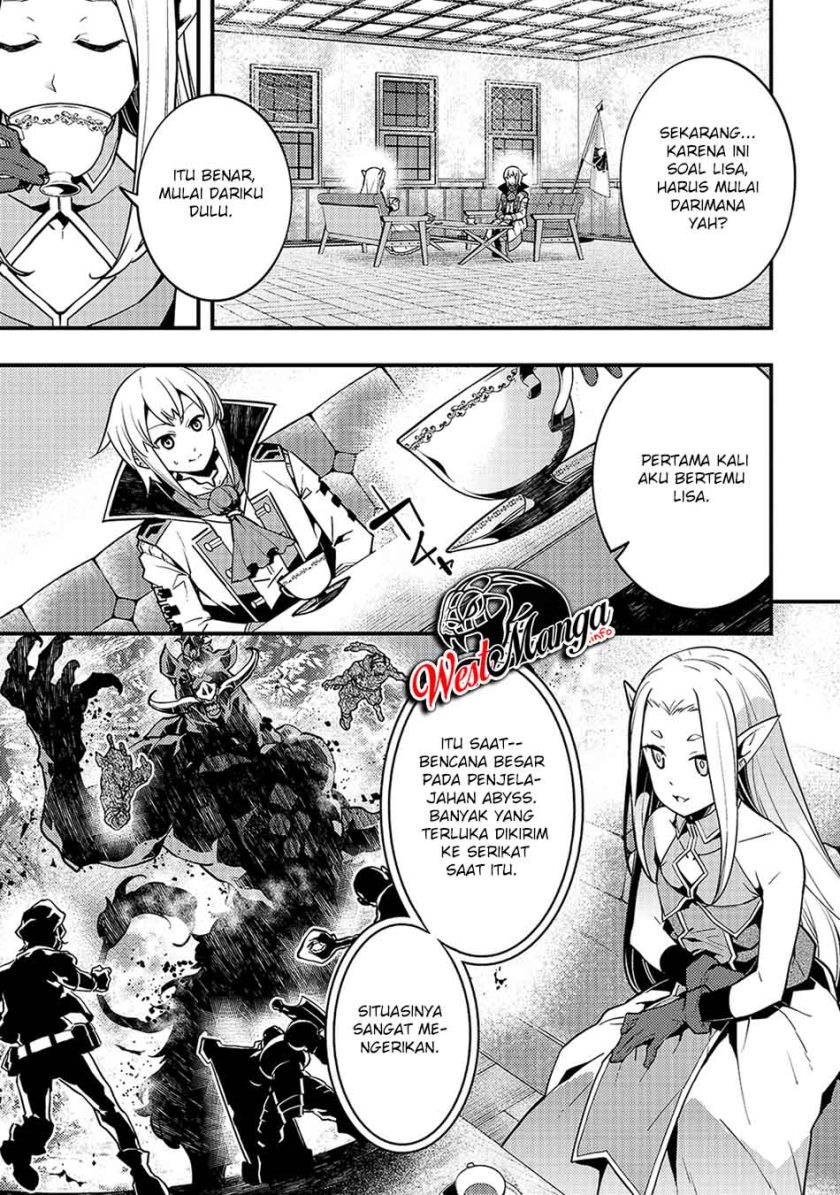 SEKARANG...
KARENA INI
SOAL LISA,
HARUS MULAI
DARIMANA
YAH?
ITU BENAR,
MULAI DARIKU
DULU.
PERTAMA KALI
AKU BERTEMU
LISA.
WestManga
.info
ITU SAAT--
BENCANA BESAR
PADA PENJELA-
JAHAN ABYSS.
BANYAK YANG
TERLUKA DIKIRIM
KE SERIKAT
SAAT ITU.
SITUASINYA
SANGAT ME-
NGERIKAN.